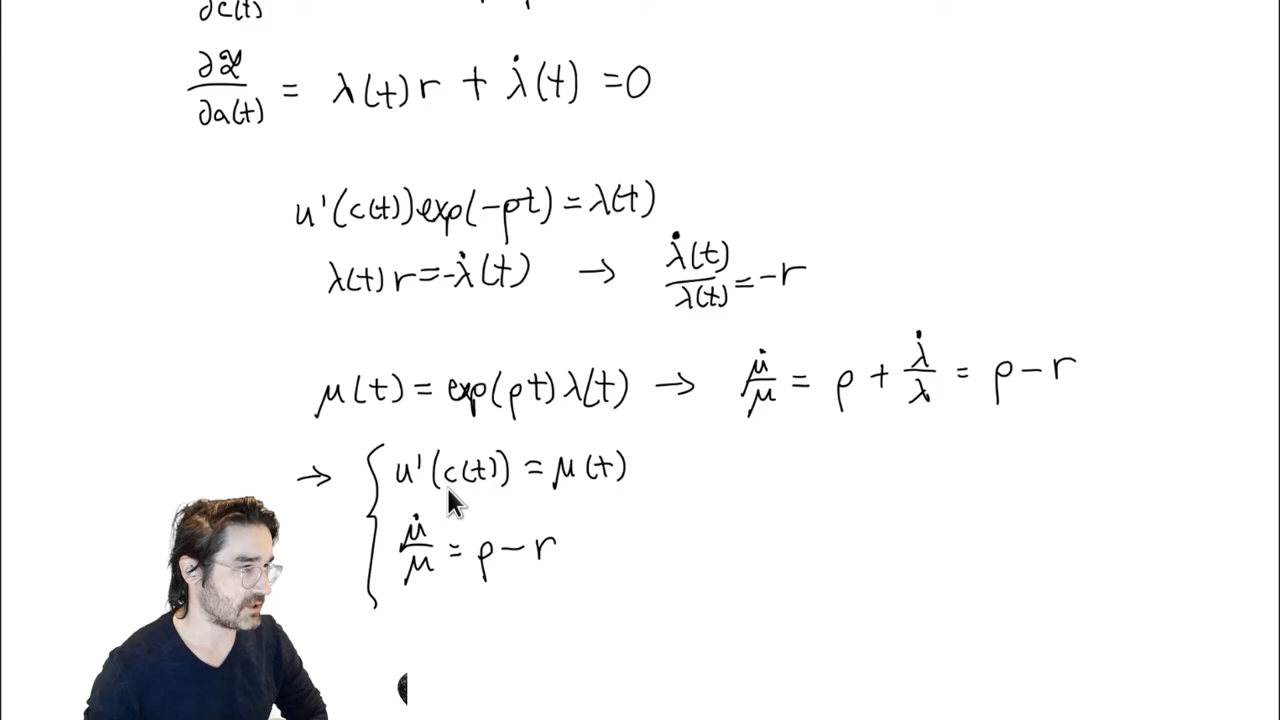 ∂c(t)
∂ℒ/∂a(t) = λ(t)r + λ̇(t) = 0
u'(c(t))exp(-ρt) = λ(t)
λ(t)r = -λ̇(t) → λ̇(t)/λ(t) = -r
μ(t) = exp(ρt)λ(t) → μ̇/μ = ρ + λ̇/λ = ρ - r
→ { u'(c(t)) = μ(t)
μ̇/μ = ρ - r